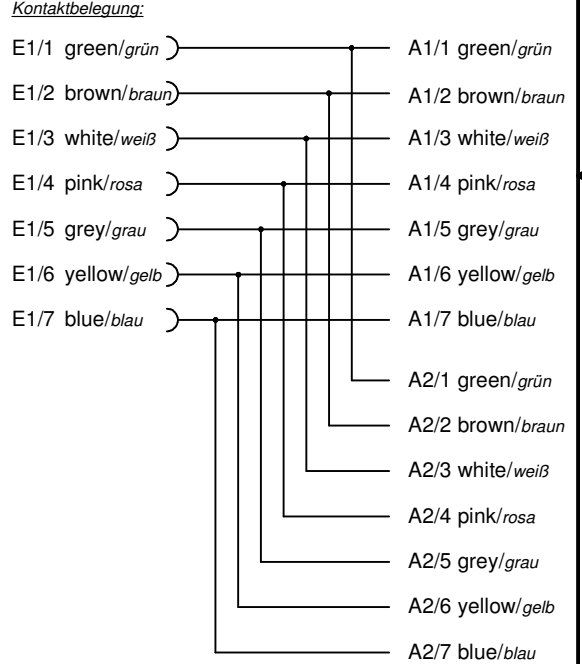 Kontaktbelegung:
E1/1 green/grün A1/1 green/grün
E1/2 brown/braun A1/2 brown/braun
E1/3 white/weiß A1/3 white/weiß
E1/4 pink/rosa A1/4 pink/rosa
E1/5 grey/grau A1/5 grey/grau
E1/6 yellow/gelb A1/6 yellow/gelb
E1/7 blue/blau A1/7 blue/blau
A2/1 green/grün
A2/2 brown/braun
A2/3 white/weiß
A2/4 pink/rosa
A2/5 grey/grau
A2/6 yellow/gelb
A2/7 blue/blau